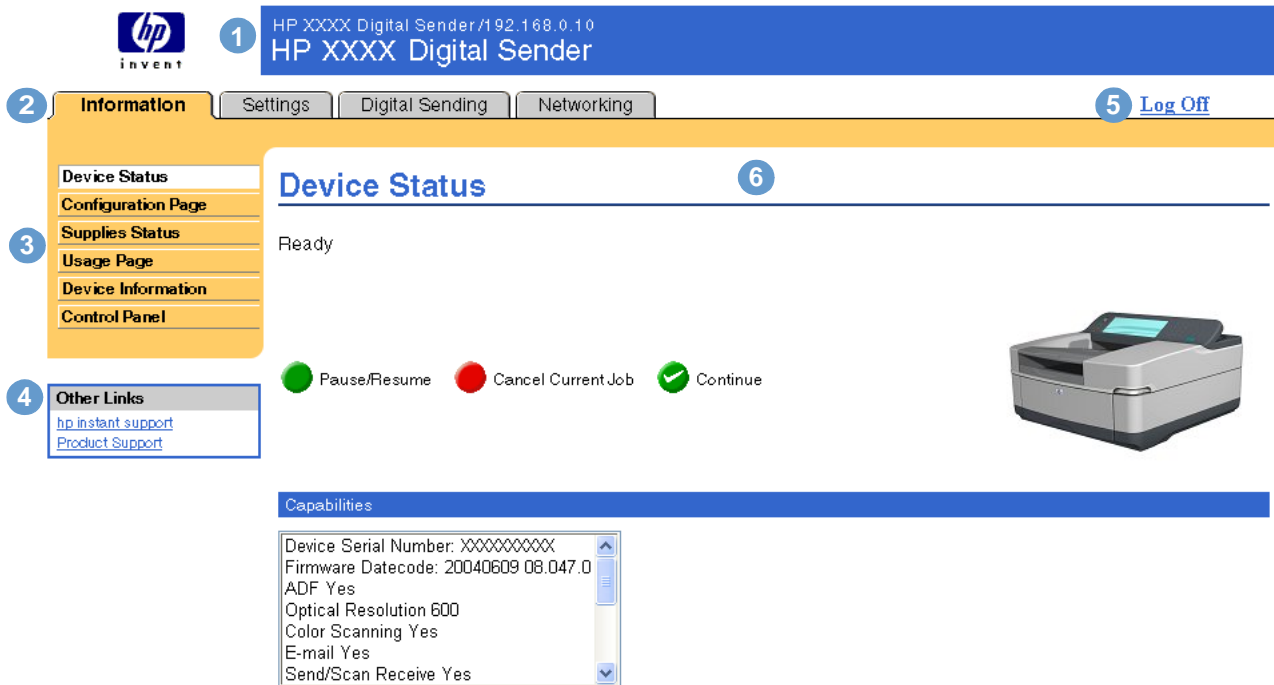 hp
invent
1
HP XXXX Digital Sender/192.168.0.10
HP XXXX Digital Sender
2
Information
Settings
Digital Sending
Networking
5
Log Off
Device Status
Configuration Page
3
Supplies Status
Usage Page
Device Information
Control Panel
4
Other Links
hp instant support
Product Support
Device Status
6
Ready
Pause/Resume
Cancel Current Job
Continue
Capabilities
Device Serial Number: XXXXXXXXXX
Firmware Datecode: 20040609 08.047.0
ADF Yes
Optical Resolution 600
Color Scanning Yes
E-mail Yes
Send/Scan Receive Yes